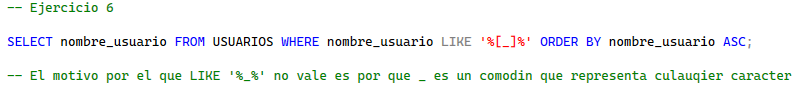 -- Ejercicio 6
SELECT nombre_usuario FROM USUARIOS WHERE nombre_usuario LIKE '%[_]%' ORDER BY nombre_usuario ASC;
-- El motivo por el que LIKE '%_%' no vale es por que _ es un comodin que representa culauqier caracter